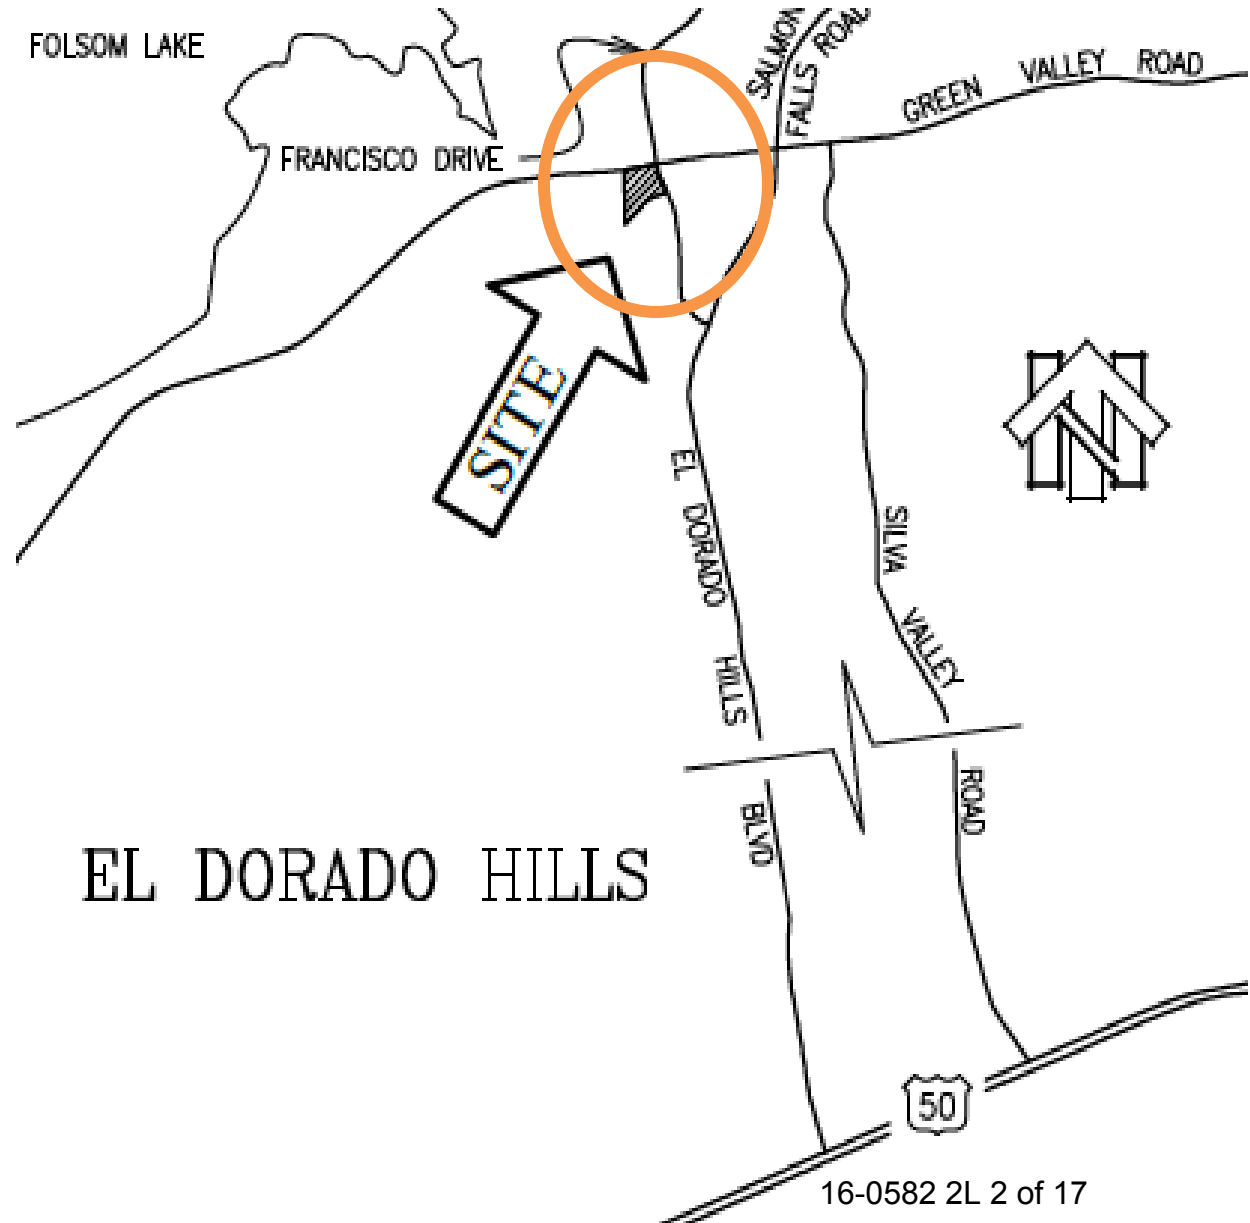 FOLSOM LAKE
SALMON
FALLS ROAD
GREEN VALLEY ROAD
FRANCISCO DRIVE
SITE
N
EL DORADO HILLS BLVD
SILVA VALLEY ROAD
EL DORADO HILLS
50
16-0582 2L 2 of 17